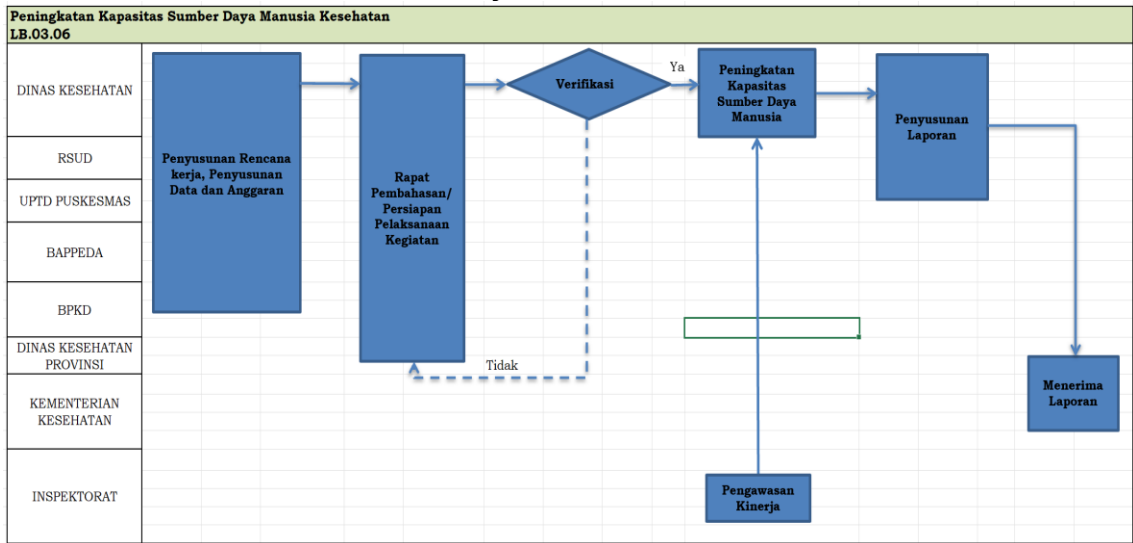 Peningkatan Kapasitas Sumber Daya Manusia Kesehatan
LB.03.06
DINAS KESEHATAN
RSUD
UPTD PUSKESMAS
BAPPEDA
BPKD
DINAS KESEHATAN
PROVINSI
KEMENTERIAN
KESEHATAN
INSPEKTORAT
Penyusunan Rencana
kerja, Penyusunan
Data dan Anggaran
Rapat
Pembahasan/
Persiapan
Pelaksanaan
Kegiatan
Verifikasi
Ya
Tidak
Peningkatan
Kapasitas
Sumber Daya
Manusia
Penyusunan
Laporan
Menerima
Laporan
Pengawasan
Kinerja